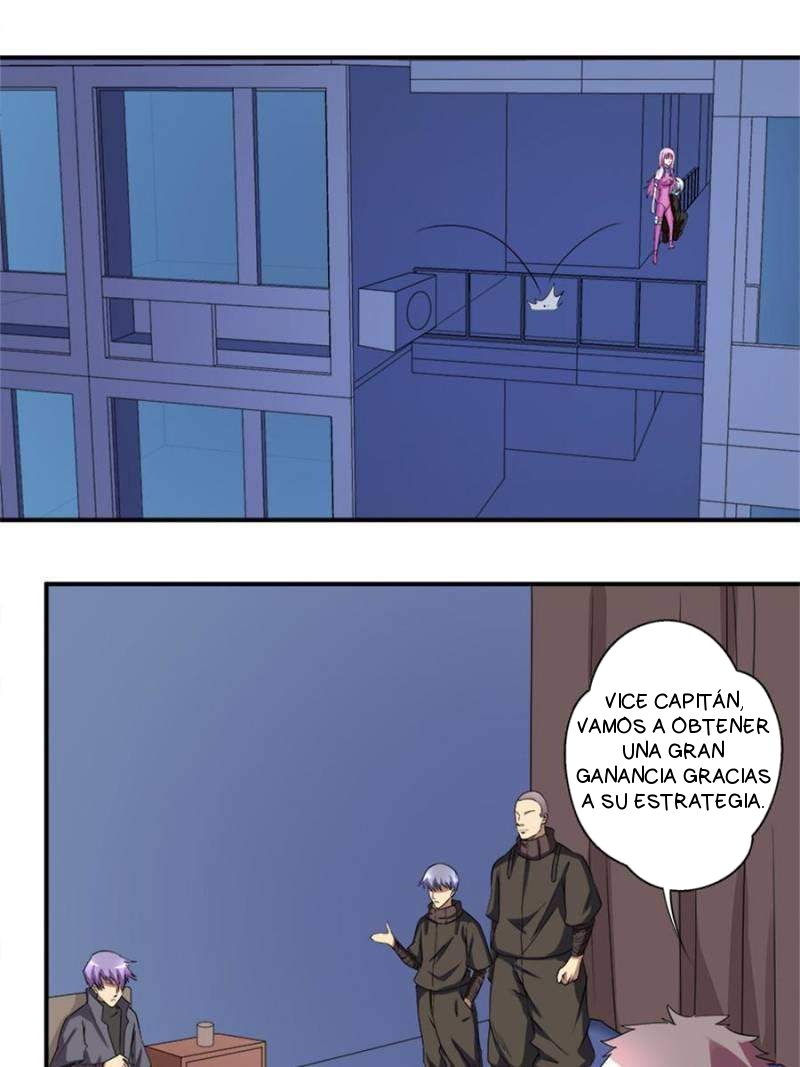 VICE CAPITÁN,
VAMOS A OBTENER
UNA GRAN
GANANCIA GRACIAS
A SU ESTRATEGIA.